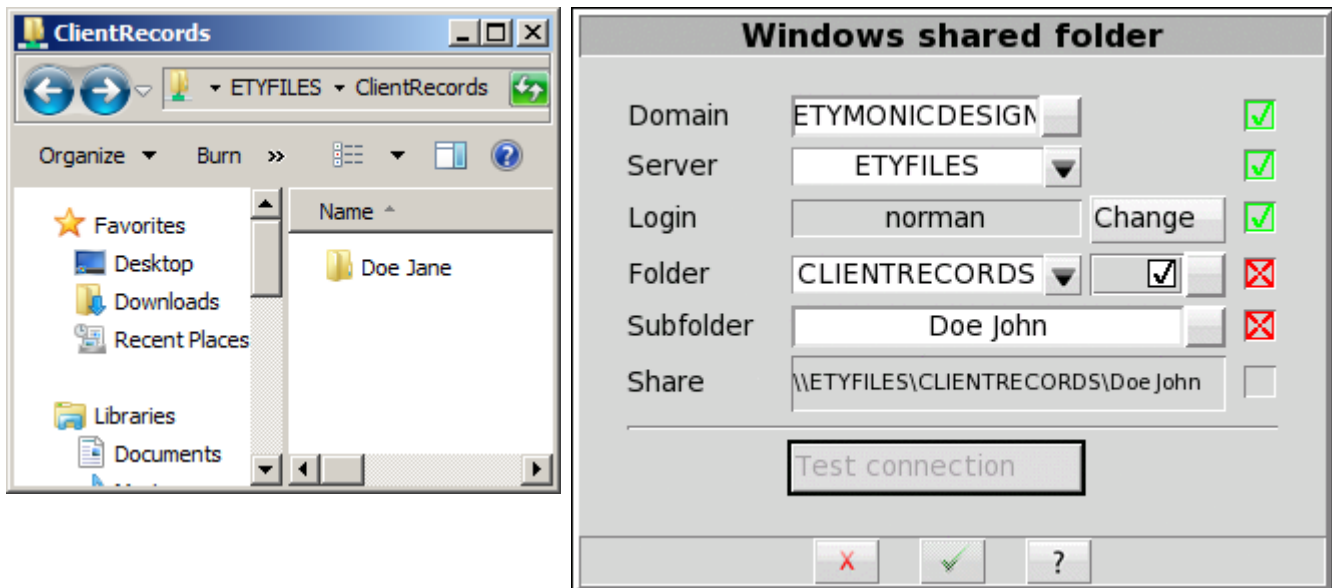 ClientRecords
ETYFILES ClientRecords
Organize Burn »
Name
Favorites
Desktop
Downloads
Recent Places
Libraries
Documents
Doe Jane
Windows shared folder
Domain ETYMONICDESIGN
Server ETYFILES
Login norman Change
Folder CLIENTRECORDS
Subfolder Doe John
Share \\ETYFILES\CLIENTRECORDS\Doe John
Test connection
X ?